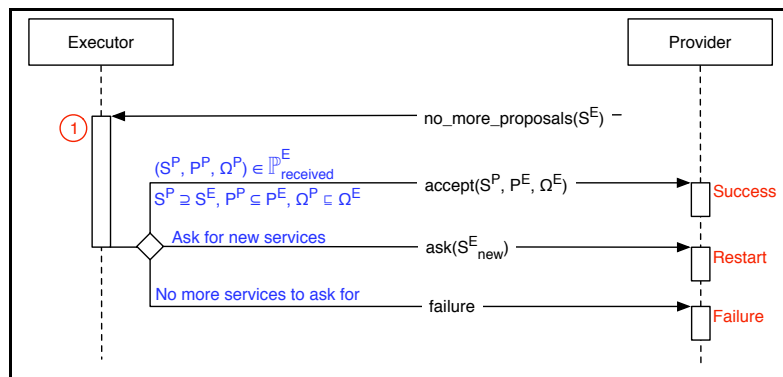 Executor
Provider
1
no_more_proposals(S^E)
(S^P, P^P, Ω^P) ∈ ℙ^E_received
S^P ⊇ S^E, P^P ⊆ P^E, Ω^P ⊑ Ω^E
accept(S^P, P^E, Ω^E)
Success
Ask for new services
ask(S^E_new)
Restart
No more services to ask for
failure
Failure